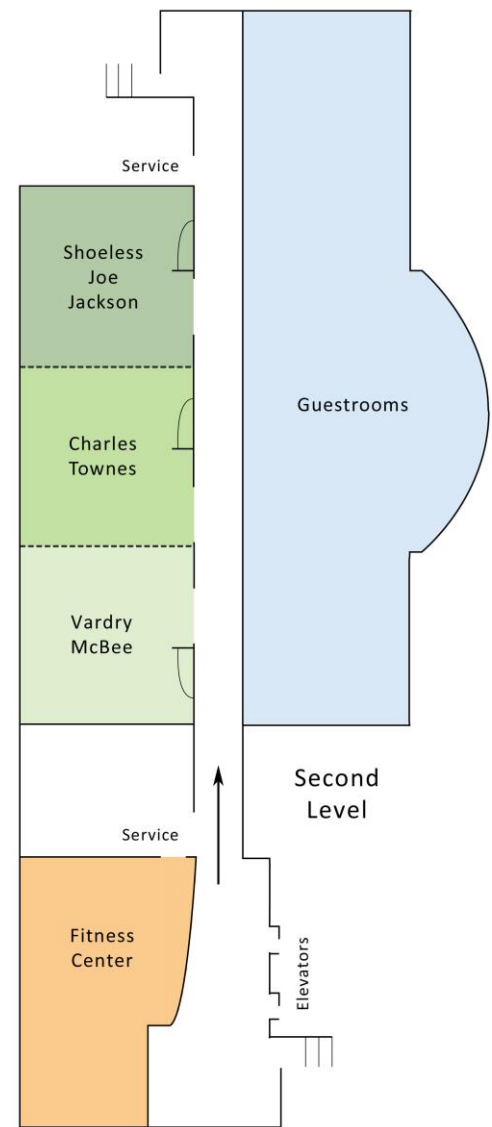 Service
Shoeless
Joe
Jackson
Charles
Townes
Guestrooms
Vardry
McBee
Second
Level
Service
Fitness
Center
Elevators